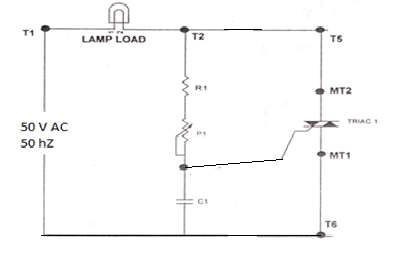 T1
LAMP LOAD
T2
T5
R1
MT2
50 V AC
50 hZ
P1
TRIAC 1
MT1
C1
T6